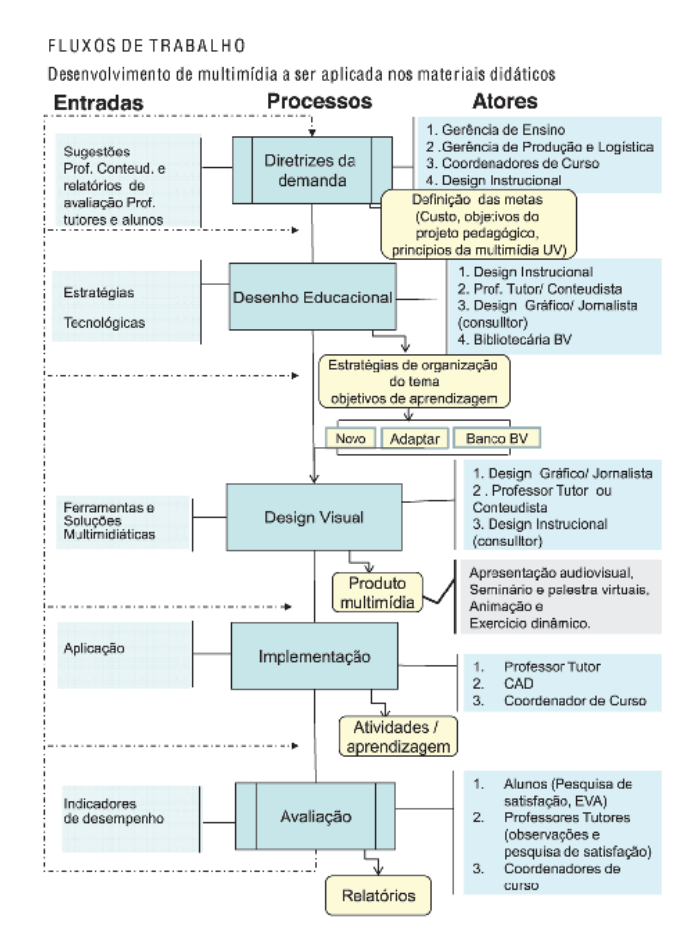 FLUXOS DE TRABALHO
Desenvolvimento de multimídia a ser aplicada nos materiais didáticos
Entradas
Processos
Atores
Sugestões
Prof. Conteud. e
relatórios de
avaliação Prof.
tutores e alunos
Diretrizes da
demanda
1. Gerência de Ensino
2 .Gerência de Produção e Logística
3. Coordenadores de Curso
4. Design Instrucional
Definição das metas
(Custo, objetivos do
projeto pedagógico,
princípios da multimídia UV)
Estratégias
Tecnológicas
Desenho Educacional
1. Design Instrucional
2. Prof. Tutor/ Conteudista
3. Design Gráfico/ Jornalista
(consulltor)
4. Bibliotecária BV
Estratégias de organização
do tema
objetivos de aprendizagem
Novo
Adaptar
Banco BV
Ferramentas e
Soluções
Multimidiáticas
Design Visual
1. Design Gráfico/ Jornalista
2 . Professor Tutor ou
Conteudista
3. Design Instrucional
(consulltor)
Produto
multimídia
Apresentação audiovisual,
Seminário e palestra virtuais,
Animação e
Exercício dinâmico.
Aplicação
Implementação
1. Professor Tutor
2. CAD
3. Coordenador de Curso
Atividades /
aprendizagem
Indicadores
de desempenho
Avaliação
1. Alunos (Pesquisa de
satisfação, EVA)
2. Professores Tutores
(observações e
pesquisa de satisfação)
3. Coordenadores de
curso
Relatórios